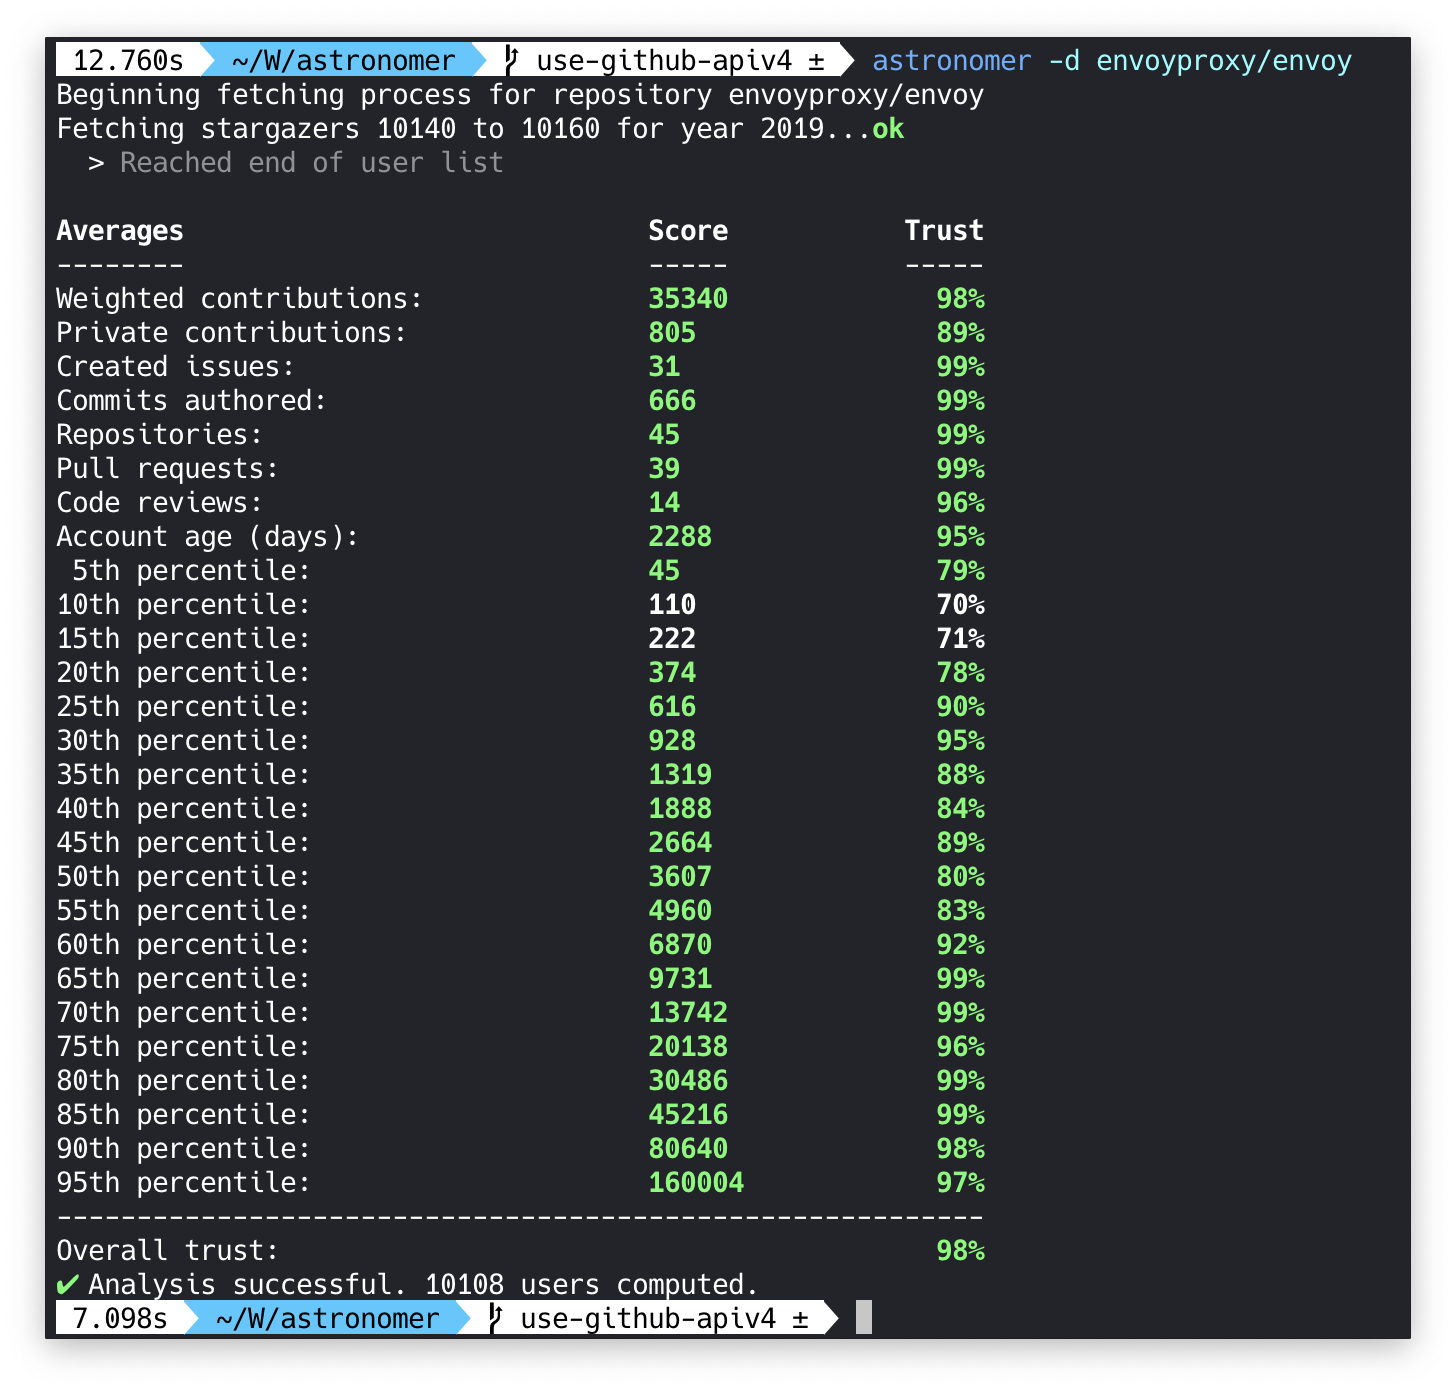 12.760s ~/W/astronomer use-github-apiv4 ± astronomer -d envoyproxy/envoy
Beginning fetching process for repository envoyproxy/envoy
Fetching stargazers 10140 to 10160 for year 2019...ok
> Reached end of user list
Averages Score Trust
-------- ----- -----
Weighted contributions: 35340 98%
Private contributions: 805 89%
Created issues: 31 99%
Commits authored: 666 99%
Repositories: 45 99%
Pull requests: 39 99%
Code reviews: 14 96%
Account age (days): 2288 95%
5th percentile: 45 79%
10th percentile: 110 70%
15th percentile: 222 71%
20th percentile: 374 78%
25th percentile: 616 90%
30th percentile: 928 95%
35th percentile: 1319 88%
40th percentile: 1888 84%
45th percentile: 2664 89%
50th percentile: 3607 80%
55th percentile: 4960 83%
60th percentile: 6870 92%
65th percentile: 9731 99%
70th percentile: 13742 99%
75th percentile: 20138 96%
80th percentile: 30486 99%
85th percentile: 45216 99%
90th percentile: 80640 98%
95th percentile: 160004 97%
----------------------------------------------------------
Overall trust: 98%
✔ Analysis successful. 10108 users computed.
7.098s ~/W/astronomer use-github-apiv4 ±